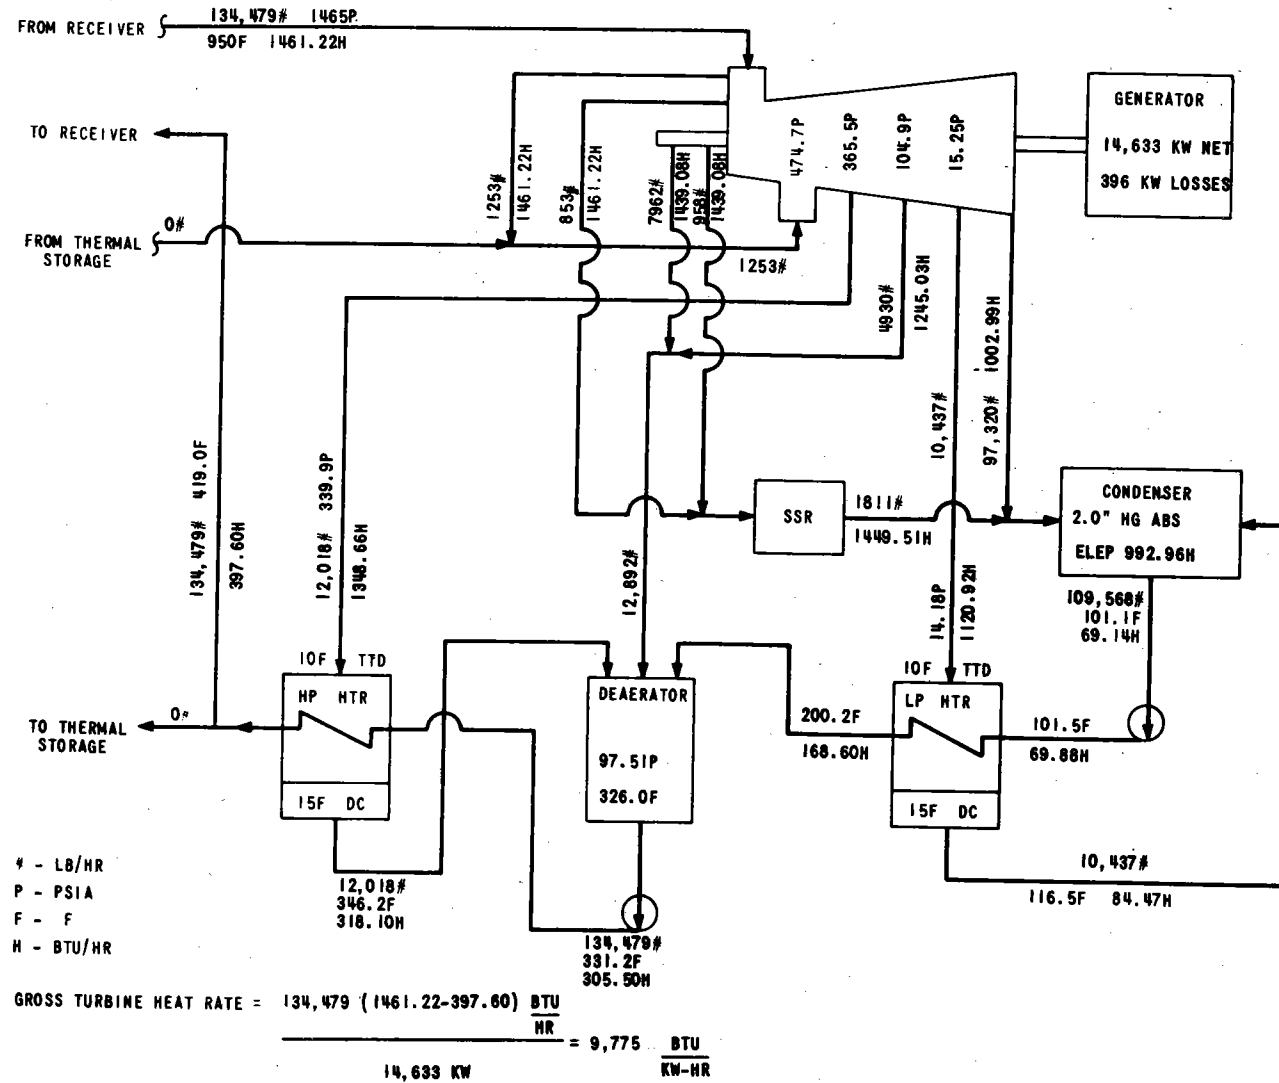 FROM RECEIVER
134,479# 1465P
950F 1461.22H
TO RECEIVER
FROM THERMAL
STORAGE
0#
1253#
1461.22H
853#
1461.22H
7962#
1439.08H
958#
1439.08H
474.7P
365.5P
104.9P
15.25P
GENERATOR
14,633 KW NET
396 KW LOSSES
1253#
4930#
1245.03H
10,437#
97,320# 1002.99H
134,479# 419.0F
397.60H
12,018# 339.9P
1348.66H
12,892#
SSR
1811#
1449.51H
14.18P
1120.92H
CONDENSER
2.0" HG ABS
ELEP 992.96H
109,568#
101.1F
69.14H
10F TTD
HP HTR
15F DC
DEAERATOR
97.51P
326.0F
200.2F
168.60H
10F TTD
LP HTR
15F DC
101.5F
69.88H
TO THERMAL
STORAGE
0#
12,018#
346.2F
318.10H
134,479#
331.2F
305.50H
10,437#
116.5F 84.47H
# - LB/HR
P - PSIA
F - F
H - BTU/HR
GROSS TURBINE HEAT RATE = 134,479 (1461.22-397.60) BTU
HR
= 9,775 BTU
KW-HR
14,633 KW